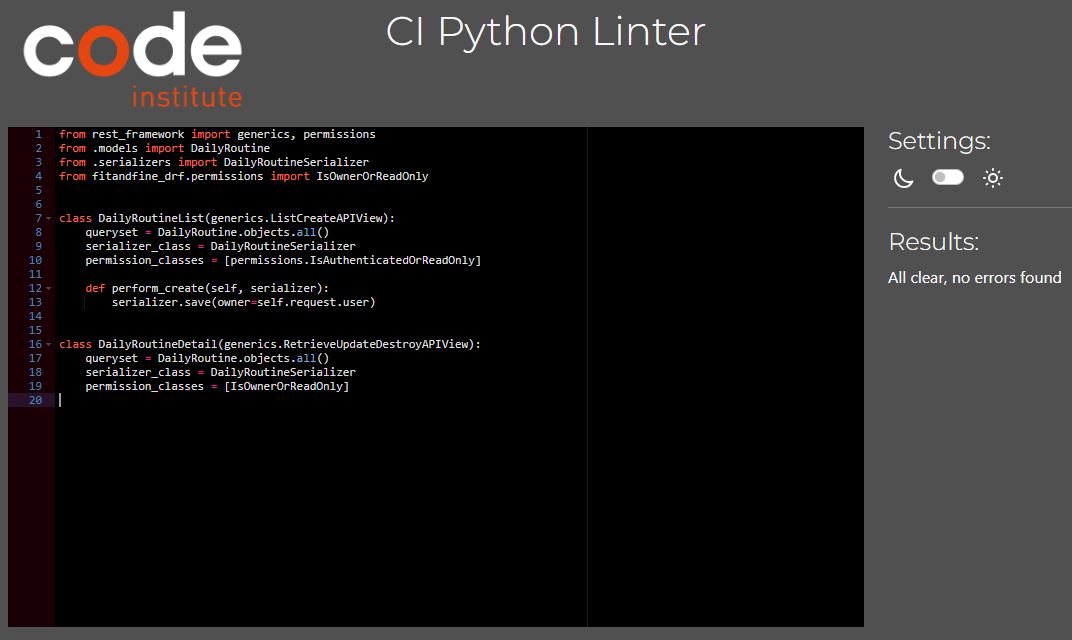 code
institute
CI Python Linter
1 from rest_framework import generics, permissions
2 from .models import DailyRoutine
3 from .serializers import DailyRoutineSerializer
4 from fitandfine_drf.permissions import IsOwnerOrReadOnly
5
6
7 class DailyRoutineList(generics.ListCreateAPIView):
8     queryset = DailyRoutine.objects.all()
9     serializer_class = DailyRoutineSerializer
10     permission_classes = [permissions.IsAuthenticatedOrReadOnly]
11
12     def perform_create(self, serializer):
13         serializer.save(owner=self.request.user)
14
15
16 class DailyRoutineDetail(generics.RetrieveUpdateDestroyAPIView):
17     queryset = DailyRoutine.objects.all()
18     serializer_class = DailyRoutineSerializer
19     permission_classes = [IsOwnerOrReadOnly]
20
Settings:
Results:
All clear, no errors found